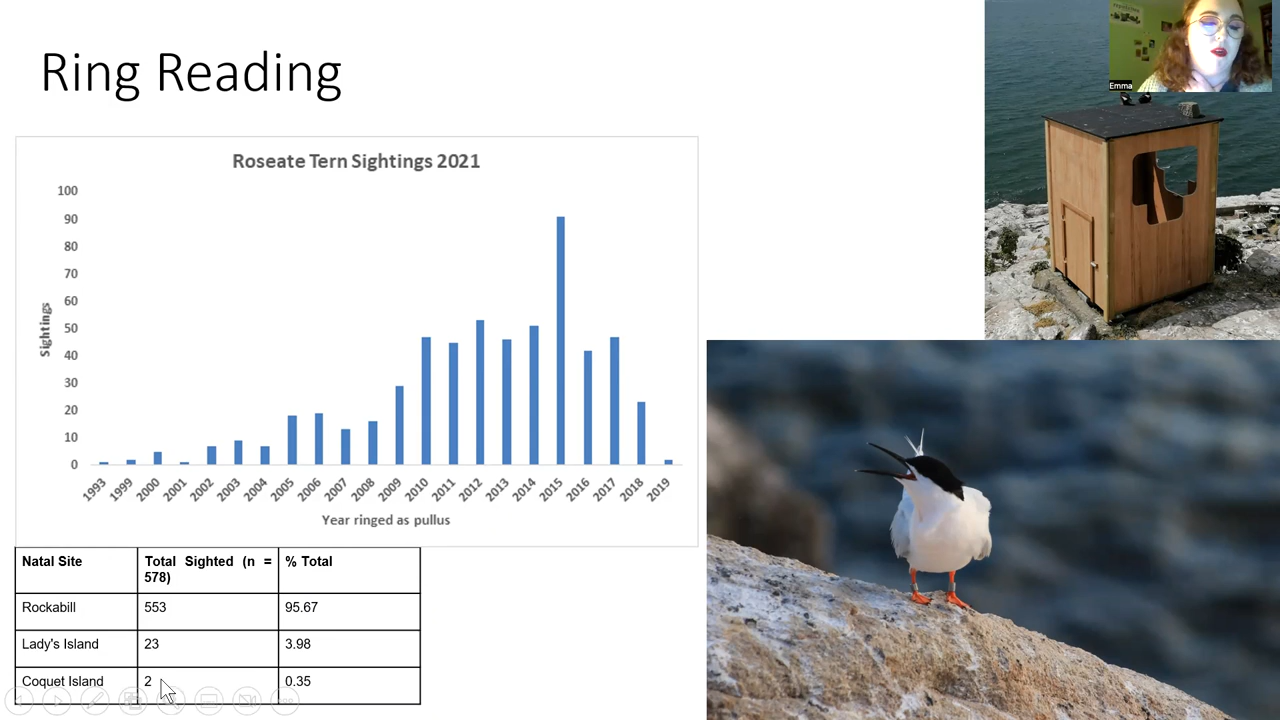 Ring Reading
Emma
Roseate Tern Sightings 2021
100
90
80
70
60
50
40
30
20
10
0
Sightings
1993 1999 2000 2001 2002 2003 2004 2005 2006 2007 2008 2009 2010 2011 2012 2013 2014 2015 2016 2017 2018 2019
Year ringed as pullus
Natal Site Total Sighted (n = % Total
578)
Rockabill 553 95.67
Lady's Island 23 3.98
Coquet Island 2 0.35